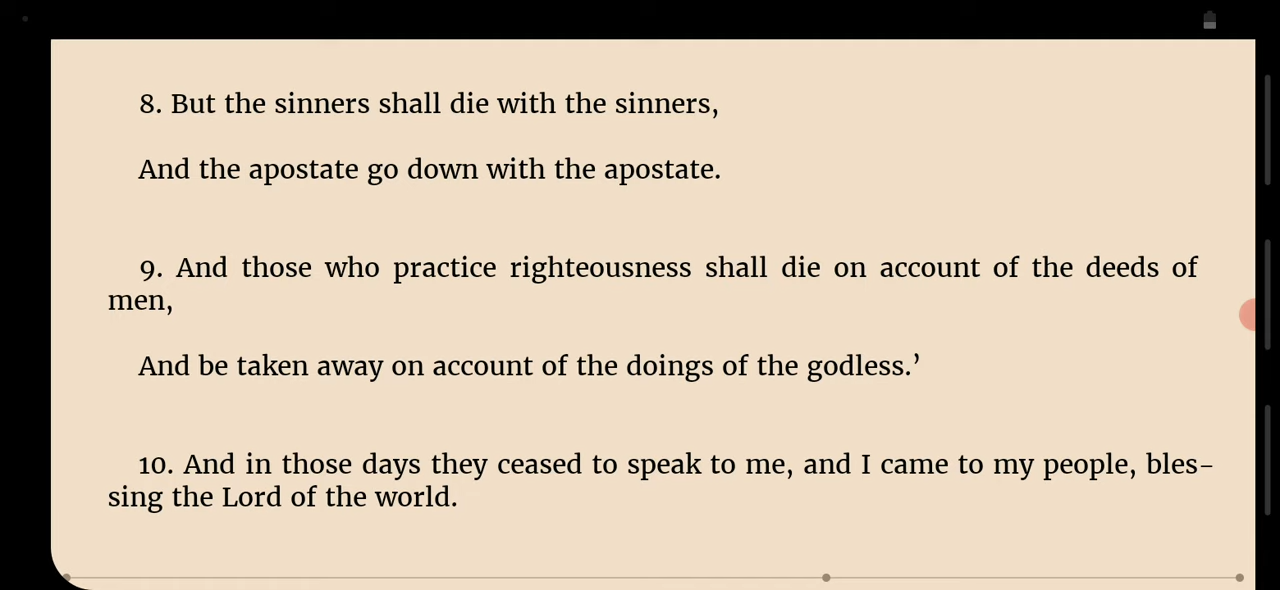 8. But the sinners shall die with the sinners,
And the apostate go down with the apostate.
9. And those who practice righteousness shall die on account of the deeds of
men,
And be taken away on account of the doings of the godless.’
10. And in those days they ceased to speak to me, and I came to my people, bles-
sing the Lord of the world.